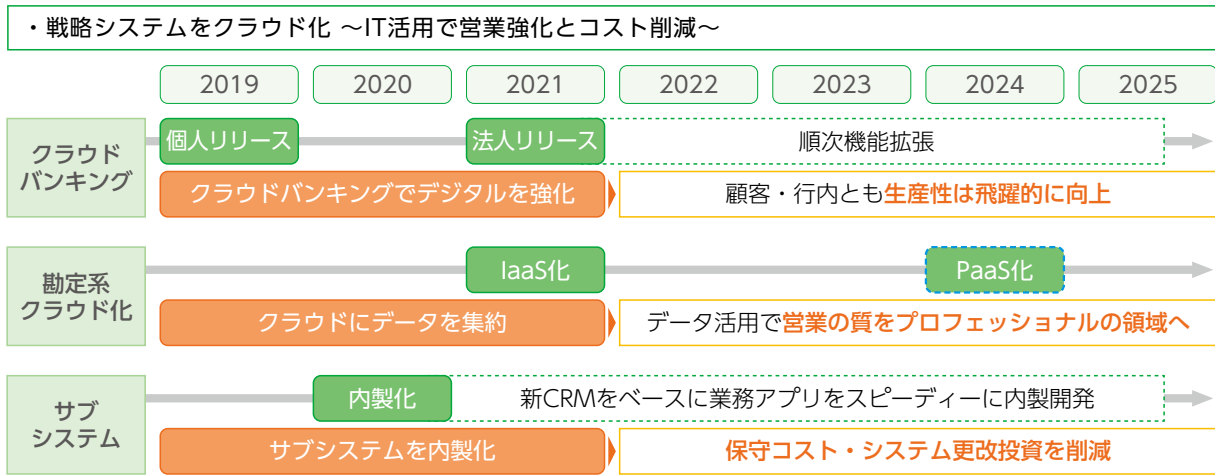 ・戦略システムをクラウド化 ～IT活用で営業強化とコスト削減～
2019 2020 2021 2022 2023 2024 2025
クラウド
バンキング
個人リリース 法人リリース 順次機能拡張
クラウドバンキングでデジタルを強化 顧客・行内とも生産性は飛躍的に向上
勘定系
クラウド化
IaaS化 PaaS化
クラウドにデータを集約 データ活用で営業の質をプロフェッショナルの領域へ
サブ
システム
内製化 新CRMをベースに業務アプリをスピーディーに内製開発
サブシステムを内製化 保守コスト・システム更改投資を削減